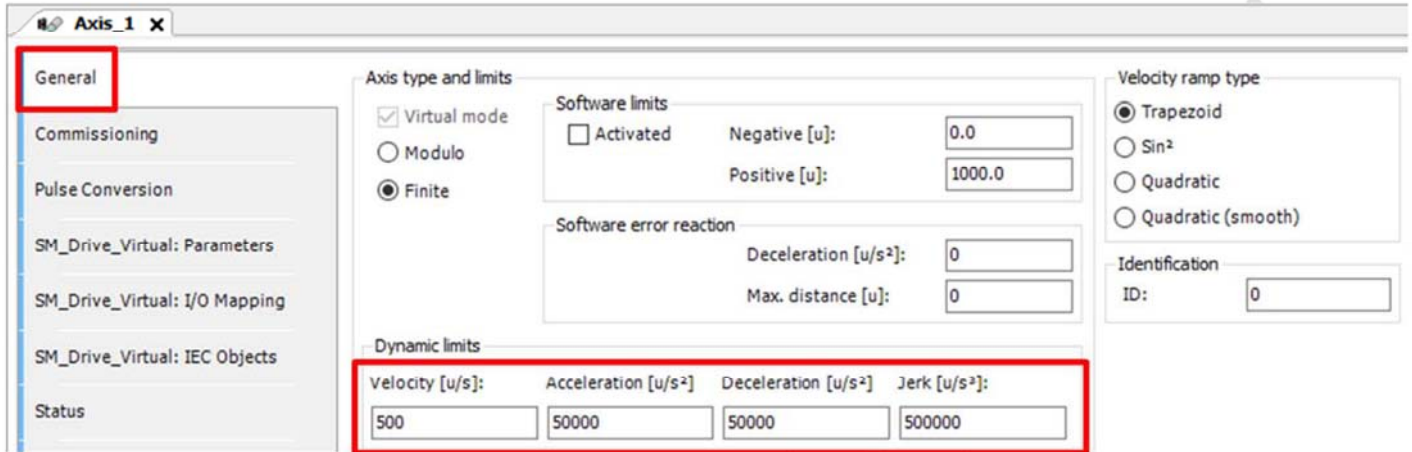 Axis_1 X
General
Commissioning
Pulse Conversion
SM_Drive_Virtual: Parameters
SM_Drive_Virtual: I/O Mapping
SM_Drive_Virtual: IEC Objects
Status
Axis type and limits
Virtual mode
Modulo
Finite
Software limits
Activated
Negative [u]: 0.0
Positive [u]: 1000.0
Software error reaction
Deceleration [u/s²]: 0
Max. distance [u]: 0
Dynamic limits
Velocity [u/s]: Acceleration [u/s²] Deceleration [u/s²] Jerk [u/s³]:
500 50000 50000 500000
Velocity ramp type
Trapezoid
Sin²
Quadratic
Quadratic (smooth)
Identification
ID: 0